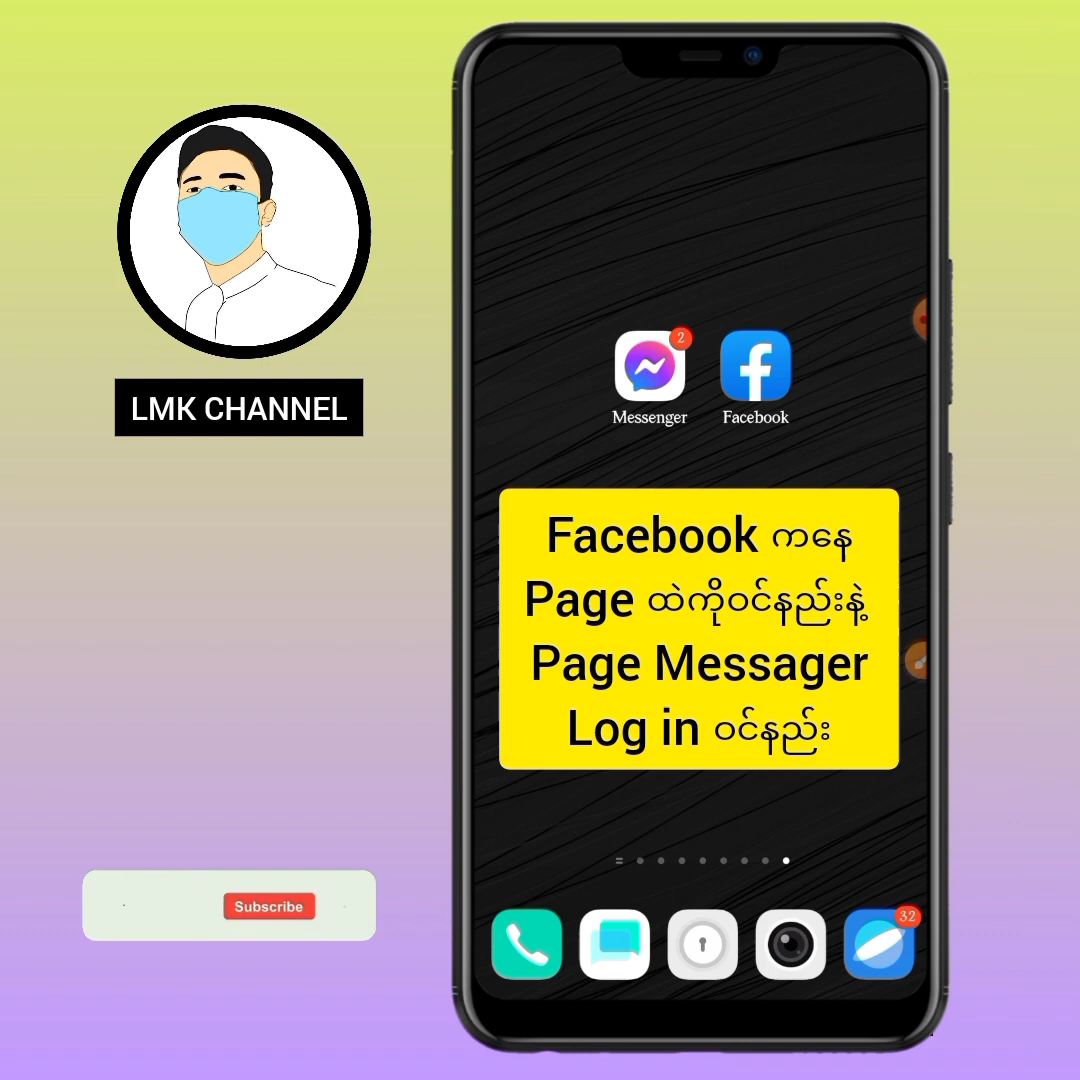 LMK CHANNEL
2
Messenger
Facebook
Facebook ကနေ
Page ထဲကိုဝင်နည်းနဲ့
Page Messager
Log in ဝင်နည်း
Subscribe
32